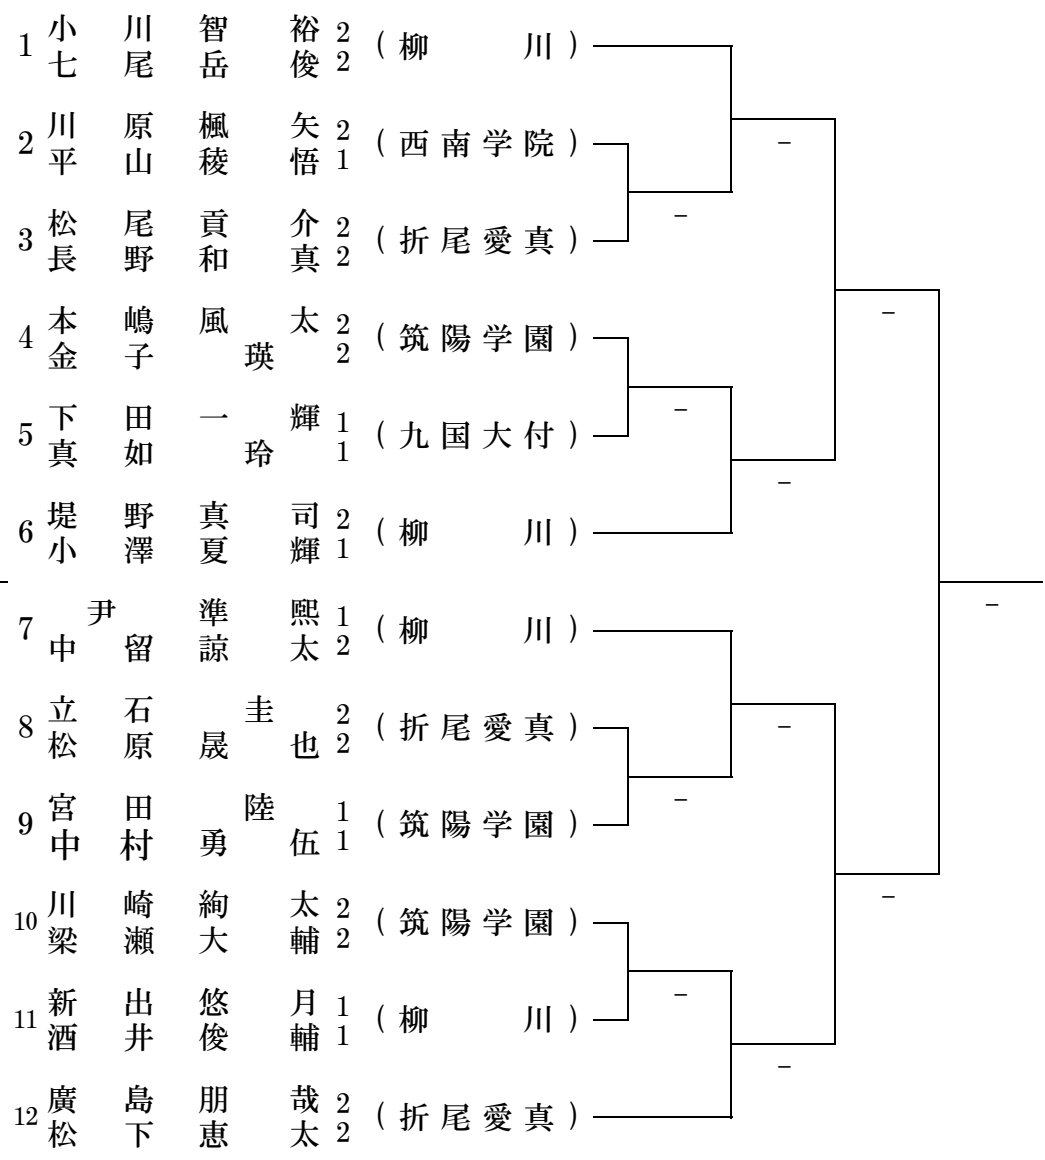 1 小川智裕 2 (柳川)
七尾岳俊 2
2 川原楓矢 2 (西南学院)
平山稜悟 1
3 松尾貢介 2 (折尾愛真)
長野和真 2
4 本嶋風太 2 (筑陽学園)
金子瑛 2
5 下田一輝 1 (九国大付)
真如玲 1
6 堤野真司 2 (柳川)
小澤夏輝 1
7 尹準熙 1 (柳川)
中留諒太 2
8 立石圭 2 (折尾愛真)
松原晟也 2
9 宮田陸 1 (筑陽学園)
中村勇伍 1
10 川崎絢太 2 (筑陽学園)
梁瀬大輔 2
11 新出悠月 1 (柳川)
酒井俊輔 1
12 廣島朋哉 2 (折尾愛真)
松下恵太 2